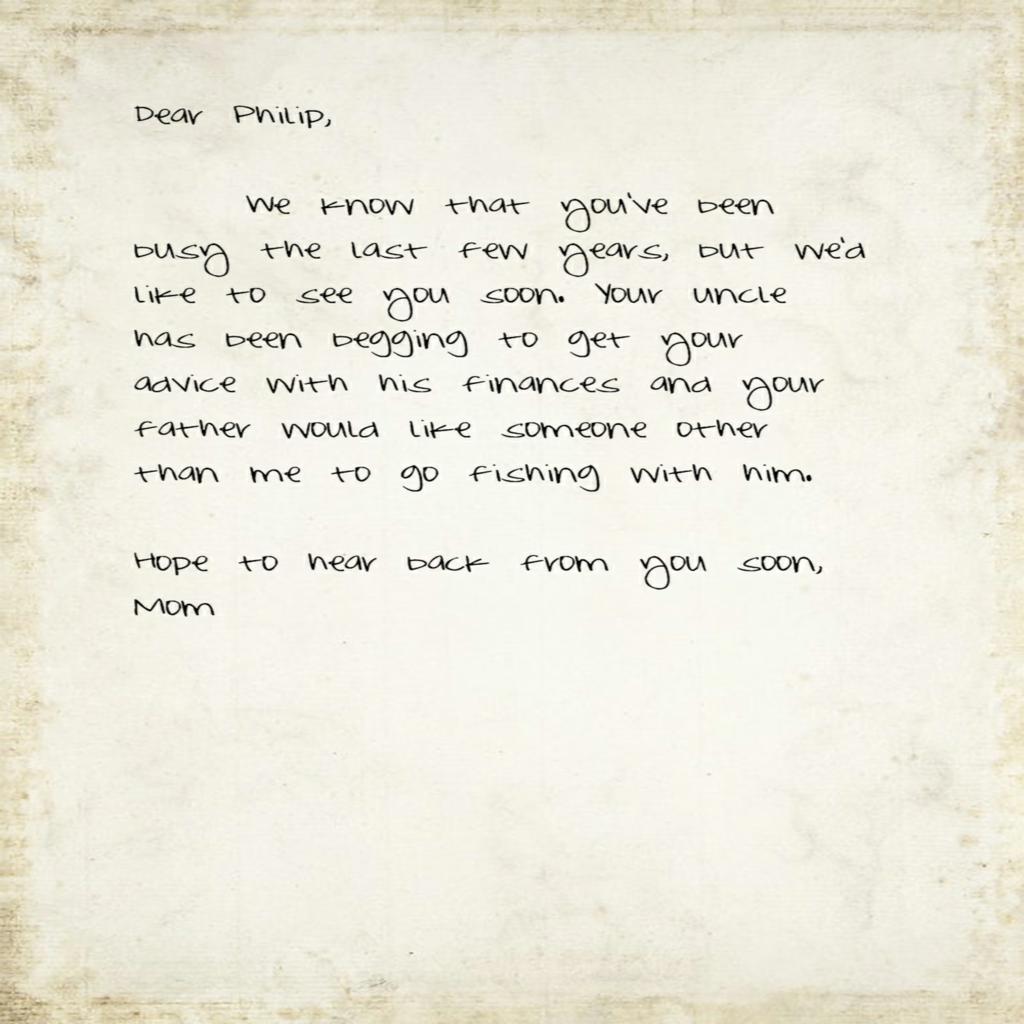 Dear Philip,
We know that you've been
busy the last few years, but we'd
like to see you soon. Your uncle
has been begging to get your
advice with his finances and your
father would like someone other
than me to go fishing with him.
Hope to hear back from you soon,
Mom